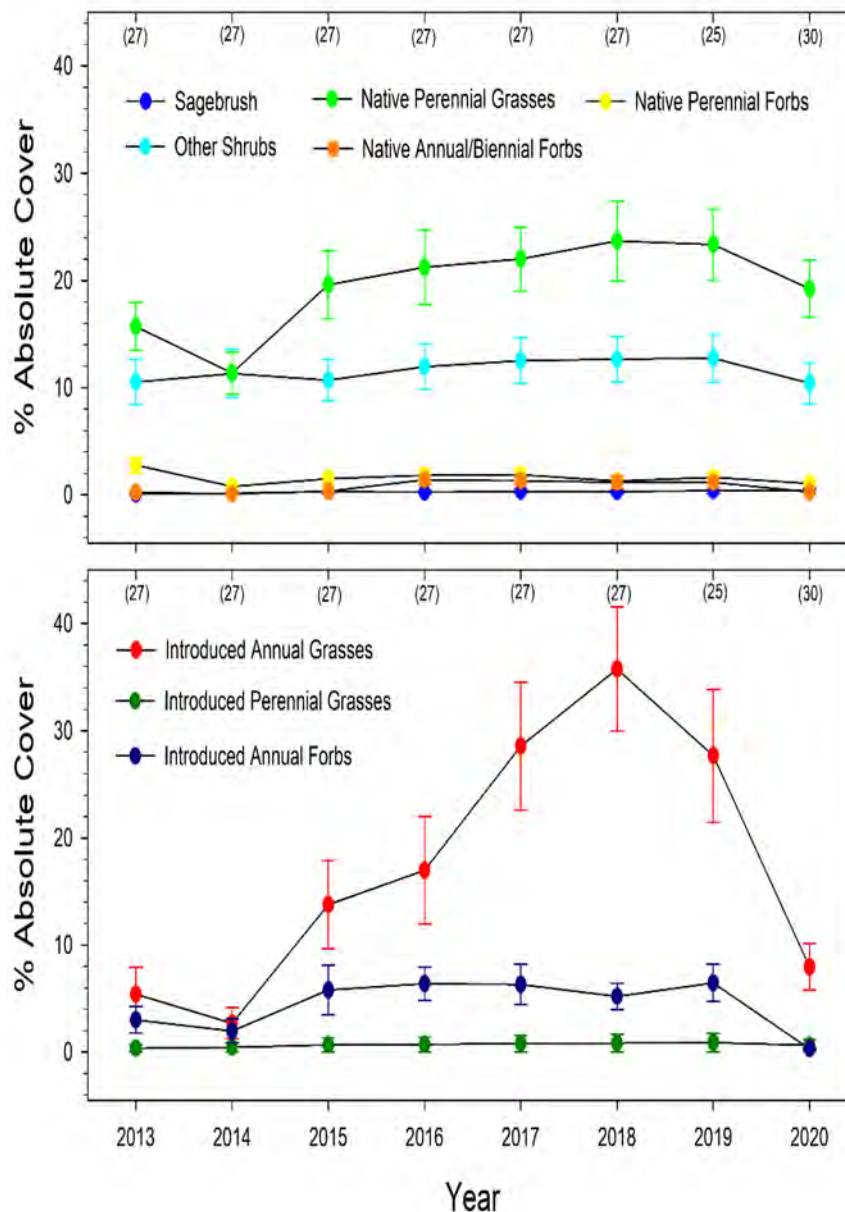 (27) (27) (27) (27) (27) (27) (25) (30)
40
Sagebrush Native Perennial Grasses Native Perennial Forbs
Other Shrubs Native Annual/Biennial Forbs
30
20
10
0
% Absolute Cover
(27) (27) (27) (27) (27) (27) (25) (30)
40
Introduced Annual Grasses
Introduced Perennial Grasses
Introduced Annual Forbs
30
20
10
0
% Absolute Cover
2013 2014 2015 2016 2017 2018 2019 2020
Year